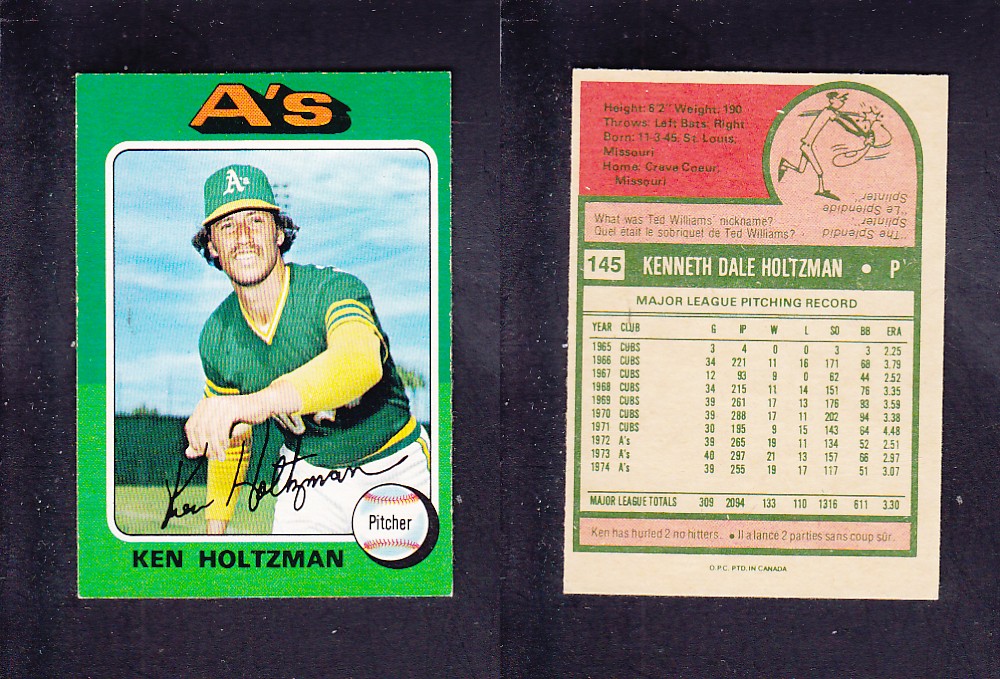 A's
A's
Ken Holtzman
Pitcher
KEN HOLTZMAN
Height: 6'2" Weight: 190
Throws: Left Bats: Right
Born: 11-3-45, St. Louis,
Missouri
Home: Creve Coeur,
Missouri
What was Ted Williams' nickname?
Quel était le sobriquet de Ted Williams?
"The Splendid
Splinter"
"Le Splendide
Splinter"
145 KENNETH DALE HOLTZMAN • P
MAJOR LEAGUE PITCHING RECORD
YEAR CLUB G IP W L SO BB ERA
1965 CUBS 3 4 0 0 3 3 2.25
1966 CUBS 34 221 11 16 171 68 3.79
1967 CUBS 12 93 9 0 62 44 2.52
1968 CUBS 34 215 11 14 151 76 3.35
1969 CUBS 39 261 17 13 176 93 3.59
1970 CUBS 39 288 17 11 202 94 3.38
1971 CUBS 30 195 9 15 143 64 4.48
1972 A's 39 265 19 11 134 52 2.51
1973 A's 40 297 21 13 157 66 2.97
1974 A's 39 255 19 17 117 51 3.07
MAJOR LEAGUE TOTALS 309 2094 133 110 1316 611 3.30
Ken has hurled 2 no hitters. • Il a lancé 2 parties sans coup sûr.
O.P.C. PTD. IN CANADA